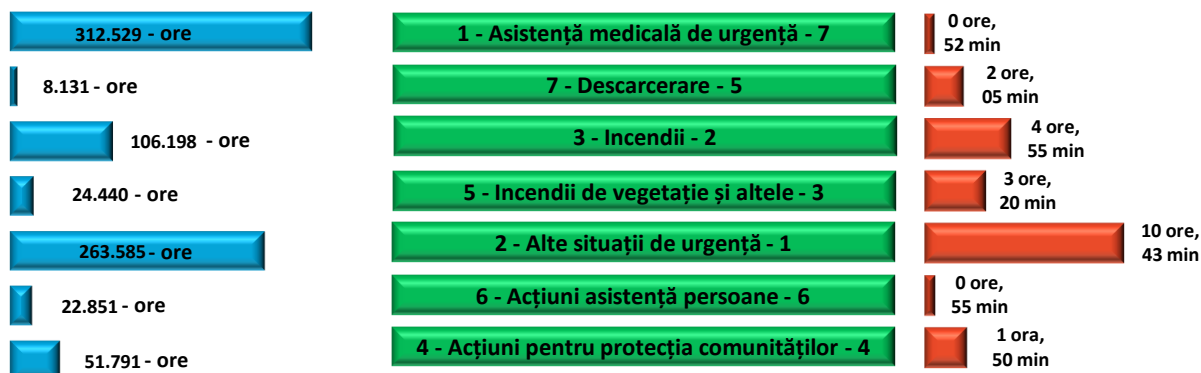 312.529 - ore
1 - Asistență medicală de urgență - 7
0 ore,
52 min
8.131 - ore
7 - Descarcerare - 5
2 ore,
05 min
106.198 - ore
3 - Incendii - 2
4 ore,
55 min
24.440 - ore
5 - Incendii de vegetație și altele - 3
3 ore,
20 min
263.585 - ore
2 - Alte situații de urgență - 1
10 ore,
43 min
22.851 - ore
6 - Acțiuni asistență persoane - 6
0 ore,
55 min
51.791 - ore
4 - Acțiuni pentru protecția comunităților - 4
1 ora,
50 min